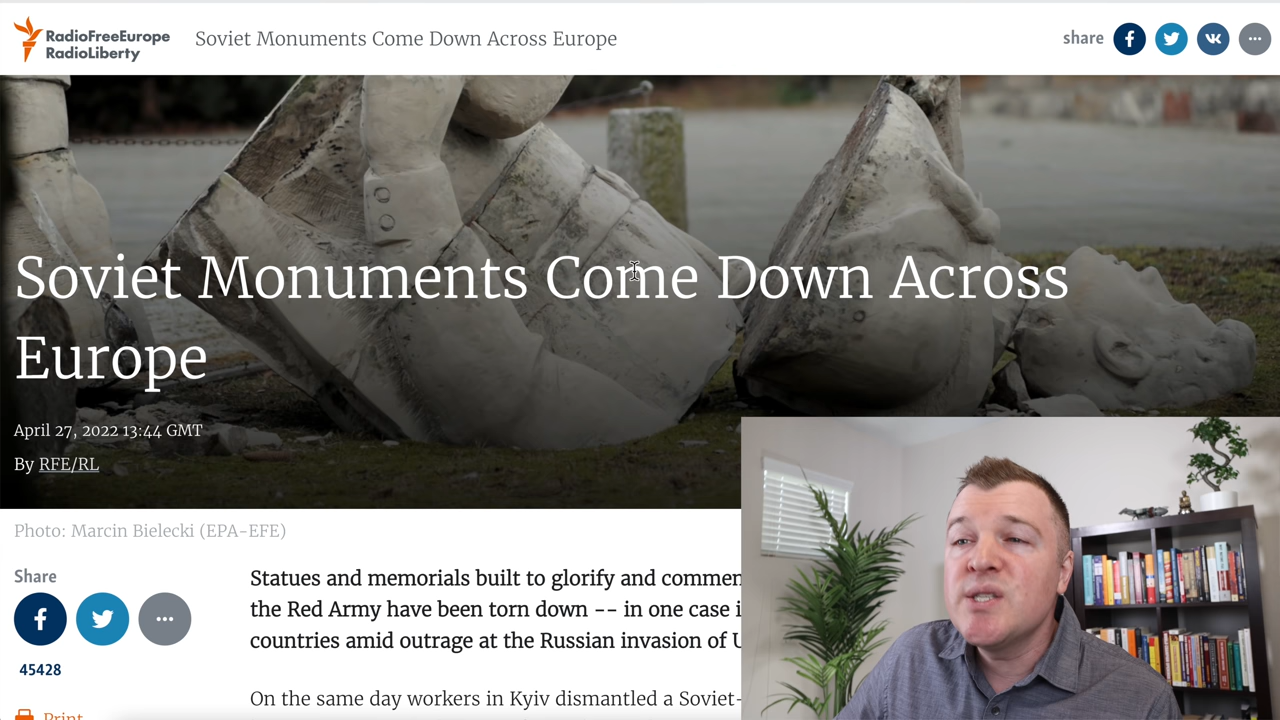 RadioFreeEurope
RadioLiberty
Soviet Monuments Come Down Across Europe
share
Soviet Monuments Come Down Across
Europe
April 27, 2022 13:44 GMT
By RFE/RL
Photo: Marcin Bielecki (EPA-EFE)
Share
45428
Print
Statues and memorials built to glorify and commem
the Red Army have been torn down -- in one case i
countries amid outrage at the Russian invasion of U
On the same day workers in Kyiv dismantled a Soviet-